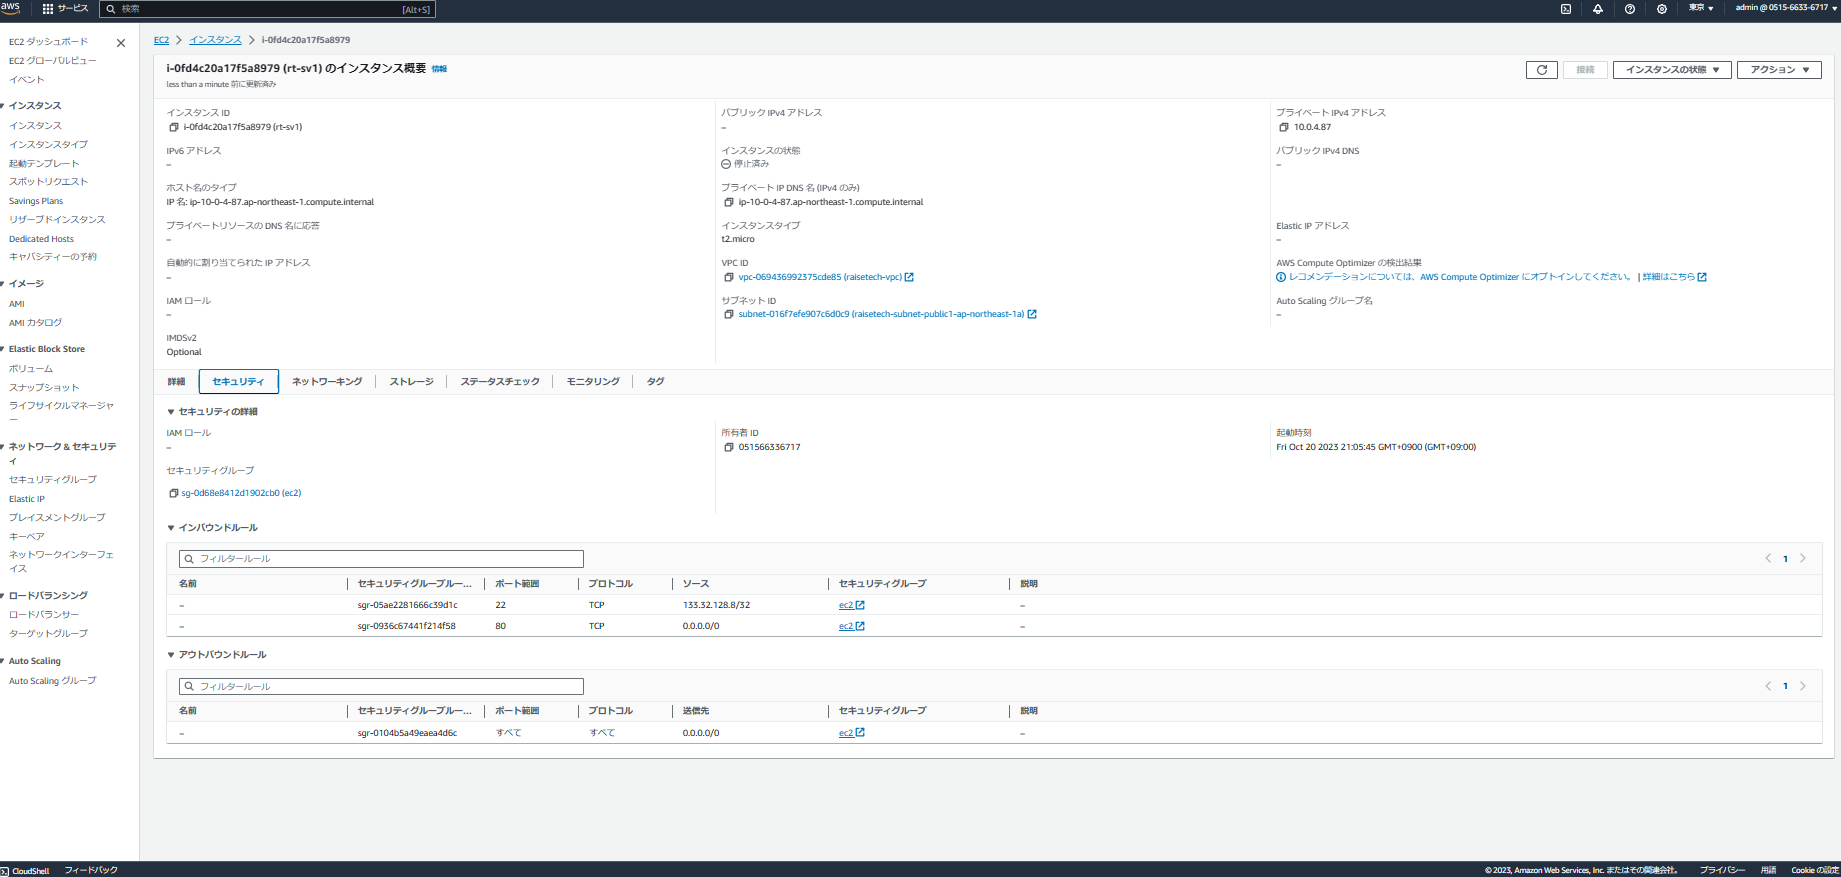 aws サービス 検索 [Alt+S] 東京 ▼ admin @ 0515-6633-6717 ▼
EC2 ダッシュボード
EC2 グローバルビュー
イベント
インスタンス
インスタンス
インスタンスタイプ
起動テンプレート
スポットリクエスト
Savings Plans
リザーブドインスタンス
Dedicated Hosts
キャパシティーの予約
イメージ
AMI
AMI カタログ
Elastic Block Store
ボリューム
スナップショット
ライフサイクルマネージャ
ー
ネットワーク & セキュリテ
ィ
セキュリティグループ
Elastic IP
プレイスメントグループ
キーペア
ネットワークインターフェ
イス
ロードバランシング
ロードバランサー
ターゲットグループ
Auto Scaling
Auto Scaling グループ
EC2 > インスタンス > i-0fd4c20a17f5a8979
i-0fd4c20a17f5a8979 (rt-sv1) のインスタンス概要 情報
less than a minute 前に更新済み
接続 インスタンスの状態 ▼ アクション ▼
インスタンス ID
i-0fd4c20a17f5a8979 (rt-sv1)
パブリック IPv4 アドレス
–
プライベート IPv4 アドレス
10.0.4.87
IPv6 アドレス
–
インスタンスの状態
停止済み
パブリック IPv4 DNS
–
ホスト名のタイプ
IP 名: ip-10-0-4-87.ap-northeast-1.compute.internal
プライベート IP DNS 名 (IPv4 のみ)
ip-10-0-4-87.ap-northeast-1.compute.internal
プライベートリソースの DNS 名に応答
–
インスタンスタイプ
t2.micro
Elastic IP アドレス
–
自動的に割り当てられた IP アドレス
–
VPC ID
vpc-069436992375cde85 (raisetech-vpc)
AWS Compute Optimizer の検出結果
レコメンデーションについては、AWS Compute Optimizer にオプトインしてください。 | 詳細はこちら
IAM ロール
–
サブネット ID
subnet-016f7efe907c6d0c9 (raisetech-subnet-public1-ap-northeast-1a)
Auto Scaling グループ名
–
IMDSv2
Optional
詳細 セキュリティ ネットワーキング ストレージ ステータスチェック モニタリング タグ
▼ セキュリティの詳細
IAM ロール
–
所有者 ID
051566336717
起動時刻
Fri Oct 20 2023 21:05:45 GMT+0900 (GMT+09:00)
セキュリティグループ
sg-0d68e8412d1902cb0 (ec2)
▼ インバウンドルール
フィルタールール
1
名前 セキュリティグループルー... ポート範囲 プロトコル ソース セキュリティグループ 説明
– sgr-05ae2281666c39d1c 22 TCP 133.32.128.8/32 ec2 –
– sgr-0936c67441f214f58 80 TCP 0.0.0.0/0 ec2 –
▼ アウトバウンドルール
フィルタールール
1
名前 セキュリティグループルー... ポート範囲 プロトコル 送信先 セキュリティグループ 説明
– sgr-0104b5a49eaea4d6c すべて すべて 0.0.0.0/0 ec2 –
CloudShell フィードバック © 2023, Amazon Web Services, Inc. またはその関連会社。 プライバシー 用語 Cookie の設定